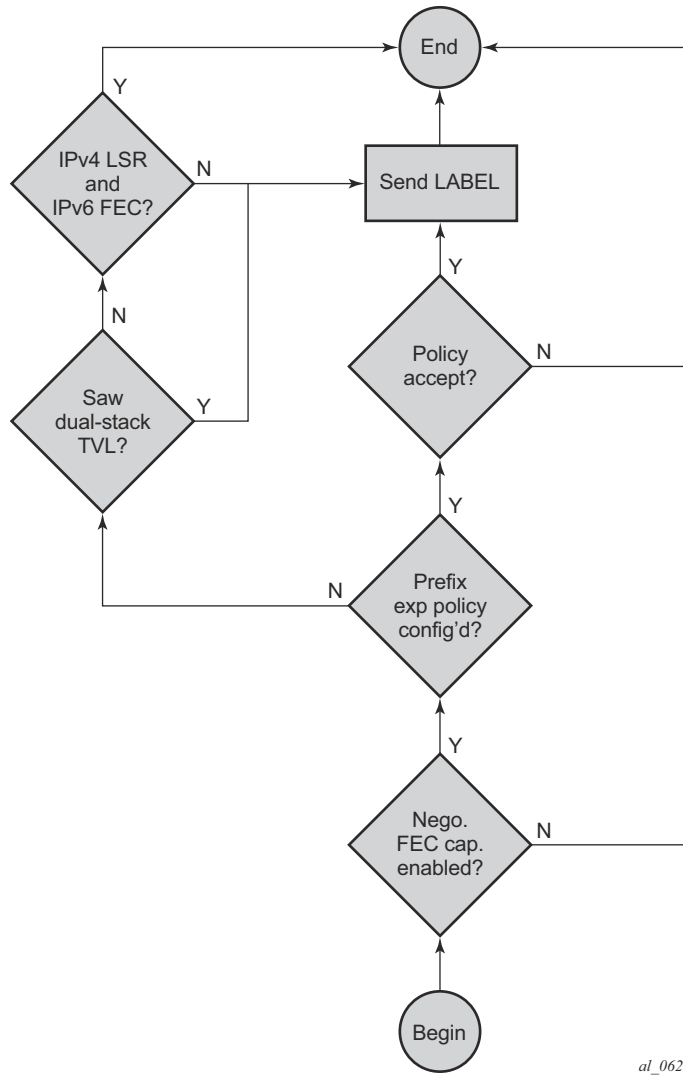 End
Y
IPv4 LSR
and
IPv6 FEC?
N
Send LABEL
Y
N
Policy
accept?
N
Saw
dual-stack
TVL?
Y
Y
N
Prefix
exp policy
config'd?
Y
Nego.
FEC cap.
enabled?
N
Begin
al_062